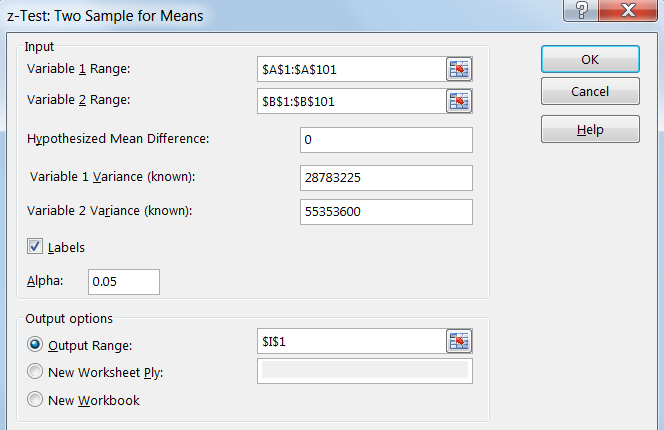 z-Test: Two Sample for Means
?
Input
Variable 1 Range: $A$1:$A$101
Variable 2 Range: $B$1:$B$101
Hypothesized Mean Difference: 0
Variable 1 Variance (known): 28783225
Variable 2 Variance (known): 55353600
Labels
Alpha: 0.05
OK
Cancel
Help
Output options
Output Range: $I$1
New Worksheet Ply:
New Workbook